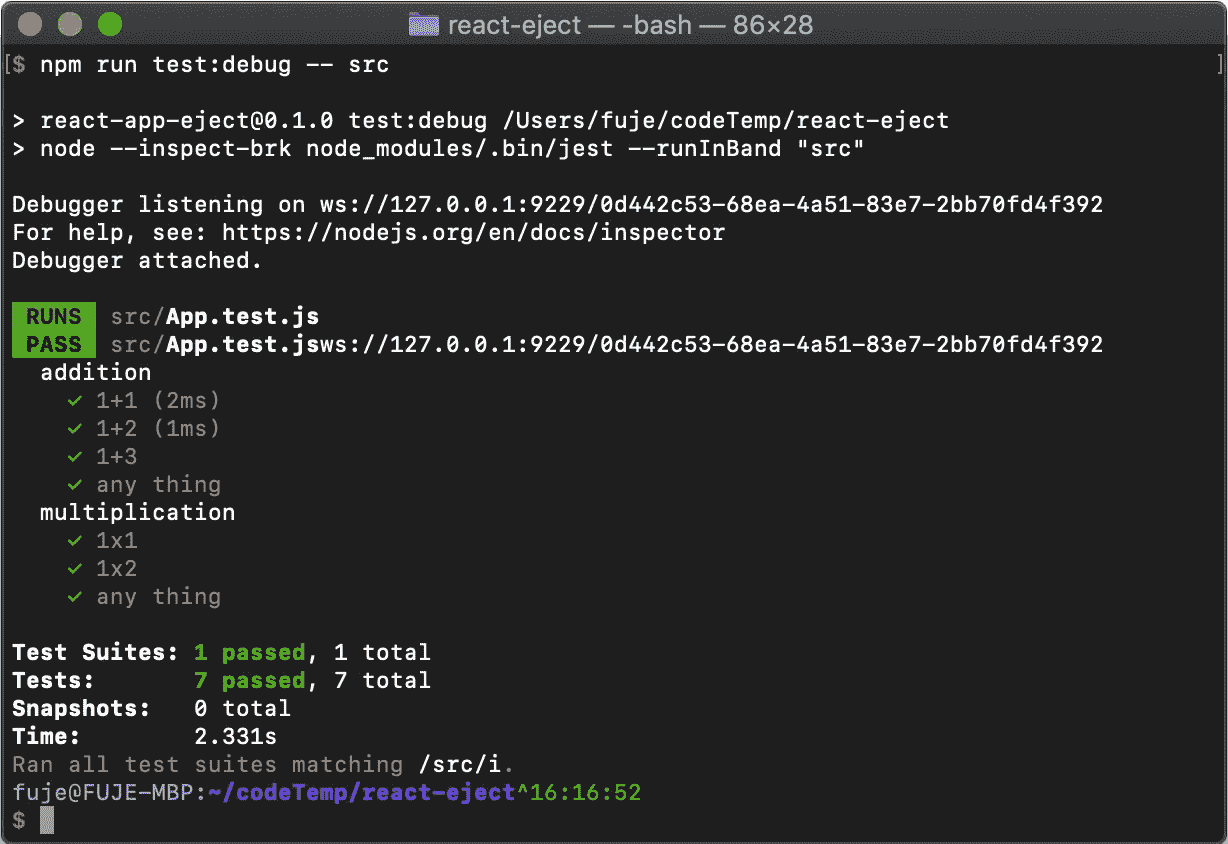 react-eject — -bash — 86×28
[$ npm run test:debug -- src ]
> react-app-eject@0.1.0 test:debug /Users/fuje/codeTemp/react-eject
> node --inspect-brk node_modules/.bin/jest --runInBand "src"
Debugger listening on ws://127.0.0.1:9229/0d442c53-68ea-4a51-83e7-2bb70fd4f392
For help, see: https://nodejs.org/en/docs/inspector
Debugger attached.
RUNS src/App.test.js
PASS src/App.test.jsws://127.0.0.1:9229/0d442c53-68ea-4a51-83e7-2bb70fd4f392
addition
✓ 1+1 (2ms)
✓ 1+2 (1ms)
✓ 1+3
✓ any thing
multiplication
✓ 1x1
✓ 1x2
✓ any thing
Test Suites: 1 passed, 1 total
Tests: 7 passed, 7 total
Snapshots: 0 total
Time: 2.331s
Ran all test suites matching /src/i.
fuje@FUJE-MBP:~/codeTemp/react-eject^16:16:52
$